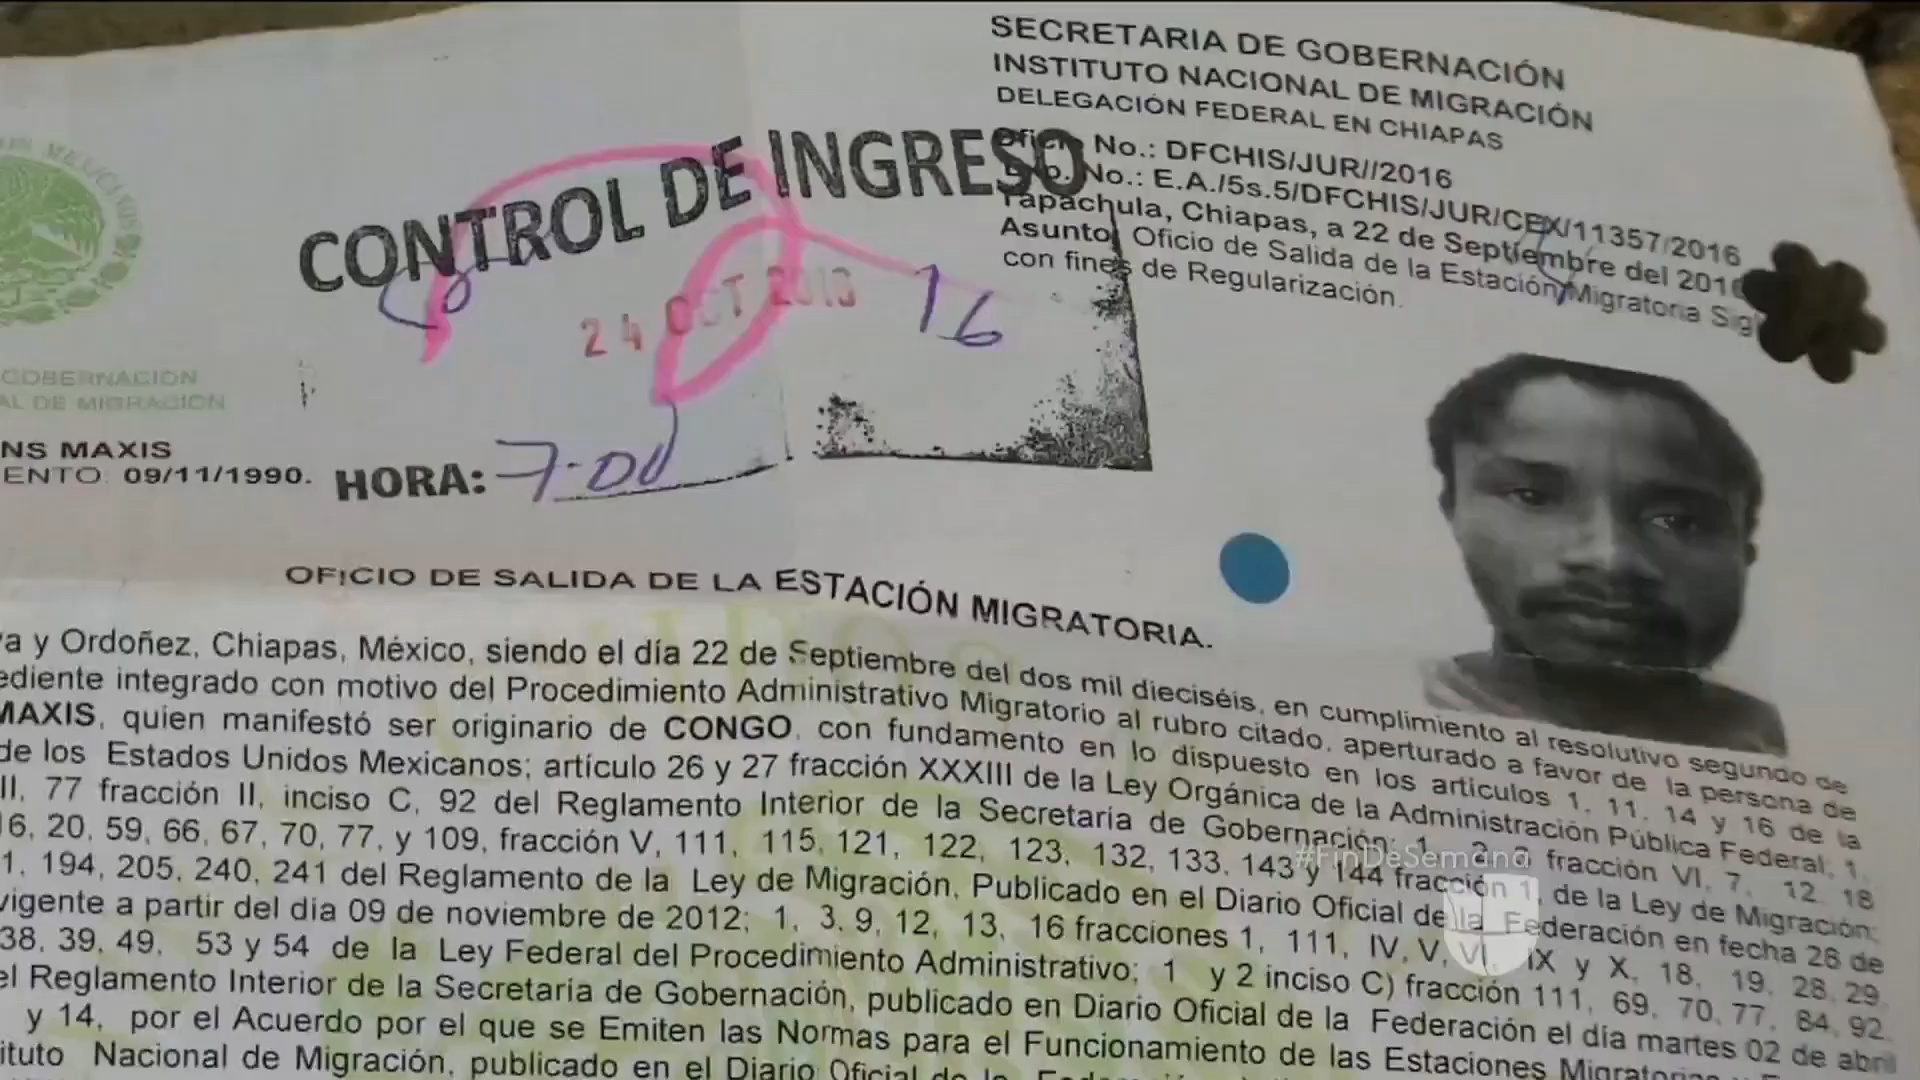 SECRETARIA DE GOBERNACIÓN
INSTITUTO NACIONAL DE MIGRACIÓN
DELEGACIÓN FEDERAL EN CHIAPAS
No.: DFCHIS/JUR//2016
No.: E.A./5s.5/DFCHIS/JUR/CEX/11357/2016
Tapachula, Chiapas, a 22 de Septiembre del 2016
Asunto: Oficio de Salida de la Estación Migratoria
con fines de Regularización.
CONTROL DE INGRESO
24 OCT
16
GOBERNACIÓN
AL DE MIGRACIÓN
NS MAXIS
ENTO: 09/11/1990.
HORA: 7:00
OFICIO DE SALIDA DE LA ESTACIÓN MIGRATORIA.
va y Ordoñez, Chiapas, México, siendo el día 22 de Septiembre del dos mil dieciséis, en cumplimiento al resolutivo segundo de
ediente integrado con motivo del Procedimiento Administrativo Migratorio al rubro citado, aperturado a favor de la persona de
MAXIS, quien manifestó ser originario de CONGO, con fundamento en lo dispuesto en los artículos 1, 11, 14 y 16 de la
de los Estados Unidos Mexicanos; artículo 26 y 27 fracción XXXIII de la Ley Orgánica de la Administración Pública Federal; 1,
II, 77 fracción II, inciso C, 92 del Reglamento Interior de la Secretaría de Gobernación; 1, 2, 3 fracción VI, 7, 12, 18
16, 20, 59, 66, 67, 70, 77, y 109, fracción V, 111, 115, 121, 122, 123, 132, 133, 143 y 144 fracción 1, de la Ley de Migración;
1, 194, 205, 240, 241 del Reglamento de la Ley de Migración, Publicado en el Diario Oficial de la Federación en fecha 28 de
vigente a partir del dia 09 de noviembre de 2012; 1, 3, 9, 12, 13, 16 fracciones 1, 111, IV, V, VI, IX y X, 18, 19, 28, 29,
38, 39, 49, 53 y 54 de la Ley Federal del Procedimiento Administrativo; 1 y 2 inciso C) fracción 111, 69, 70, 77, 84, 92,
el Reglamento Interior de la Secretaría de Gobernación, publicado en Diario Oficial de la Federación el día martes 02 de abril
y 14, por el Acuerdo por el que se Emiten las Normas para el Funcionamiento de las Estaciones
ituto Nacional de Migración, publicado en el Diario Oficial de la
#FinDeSemana